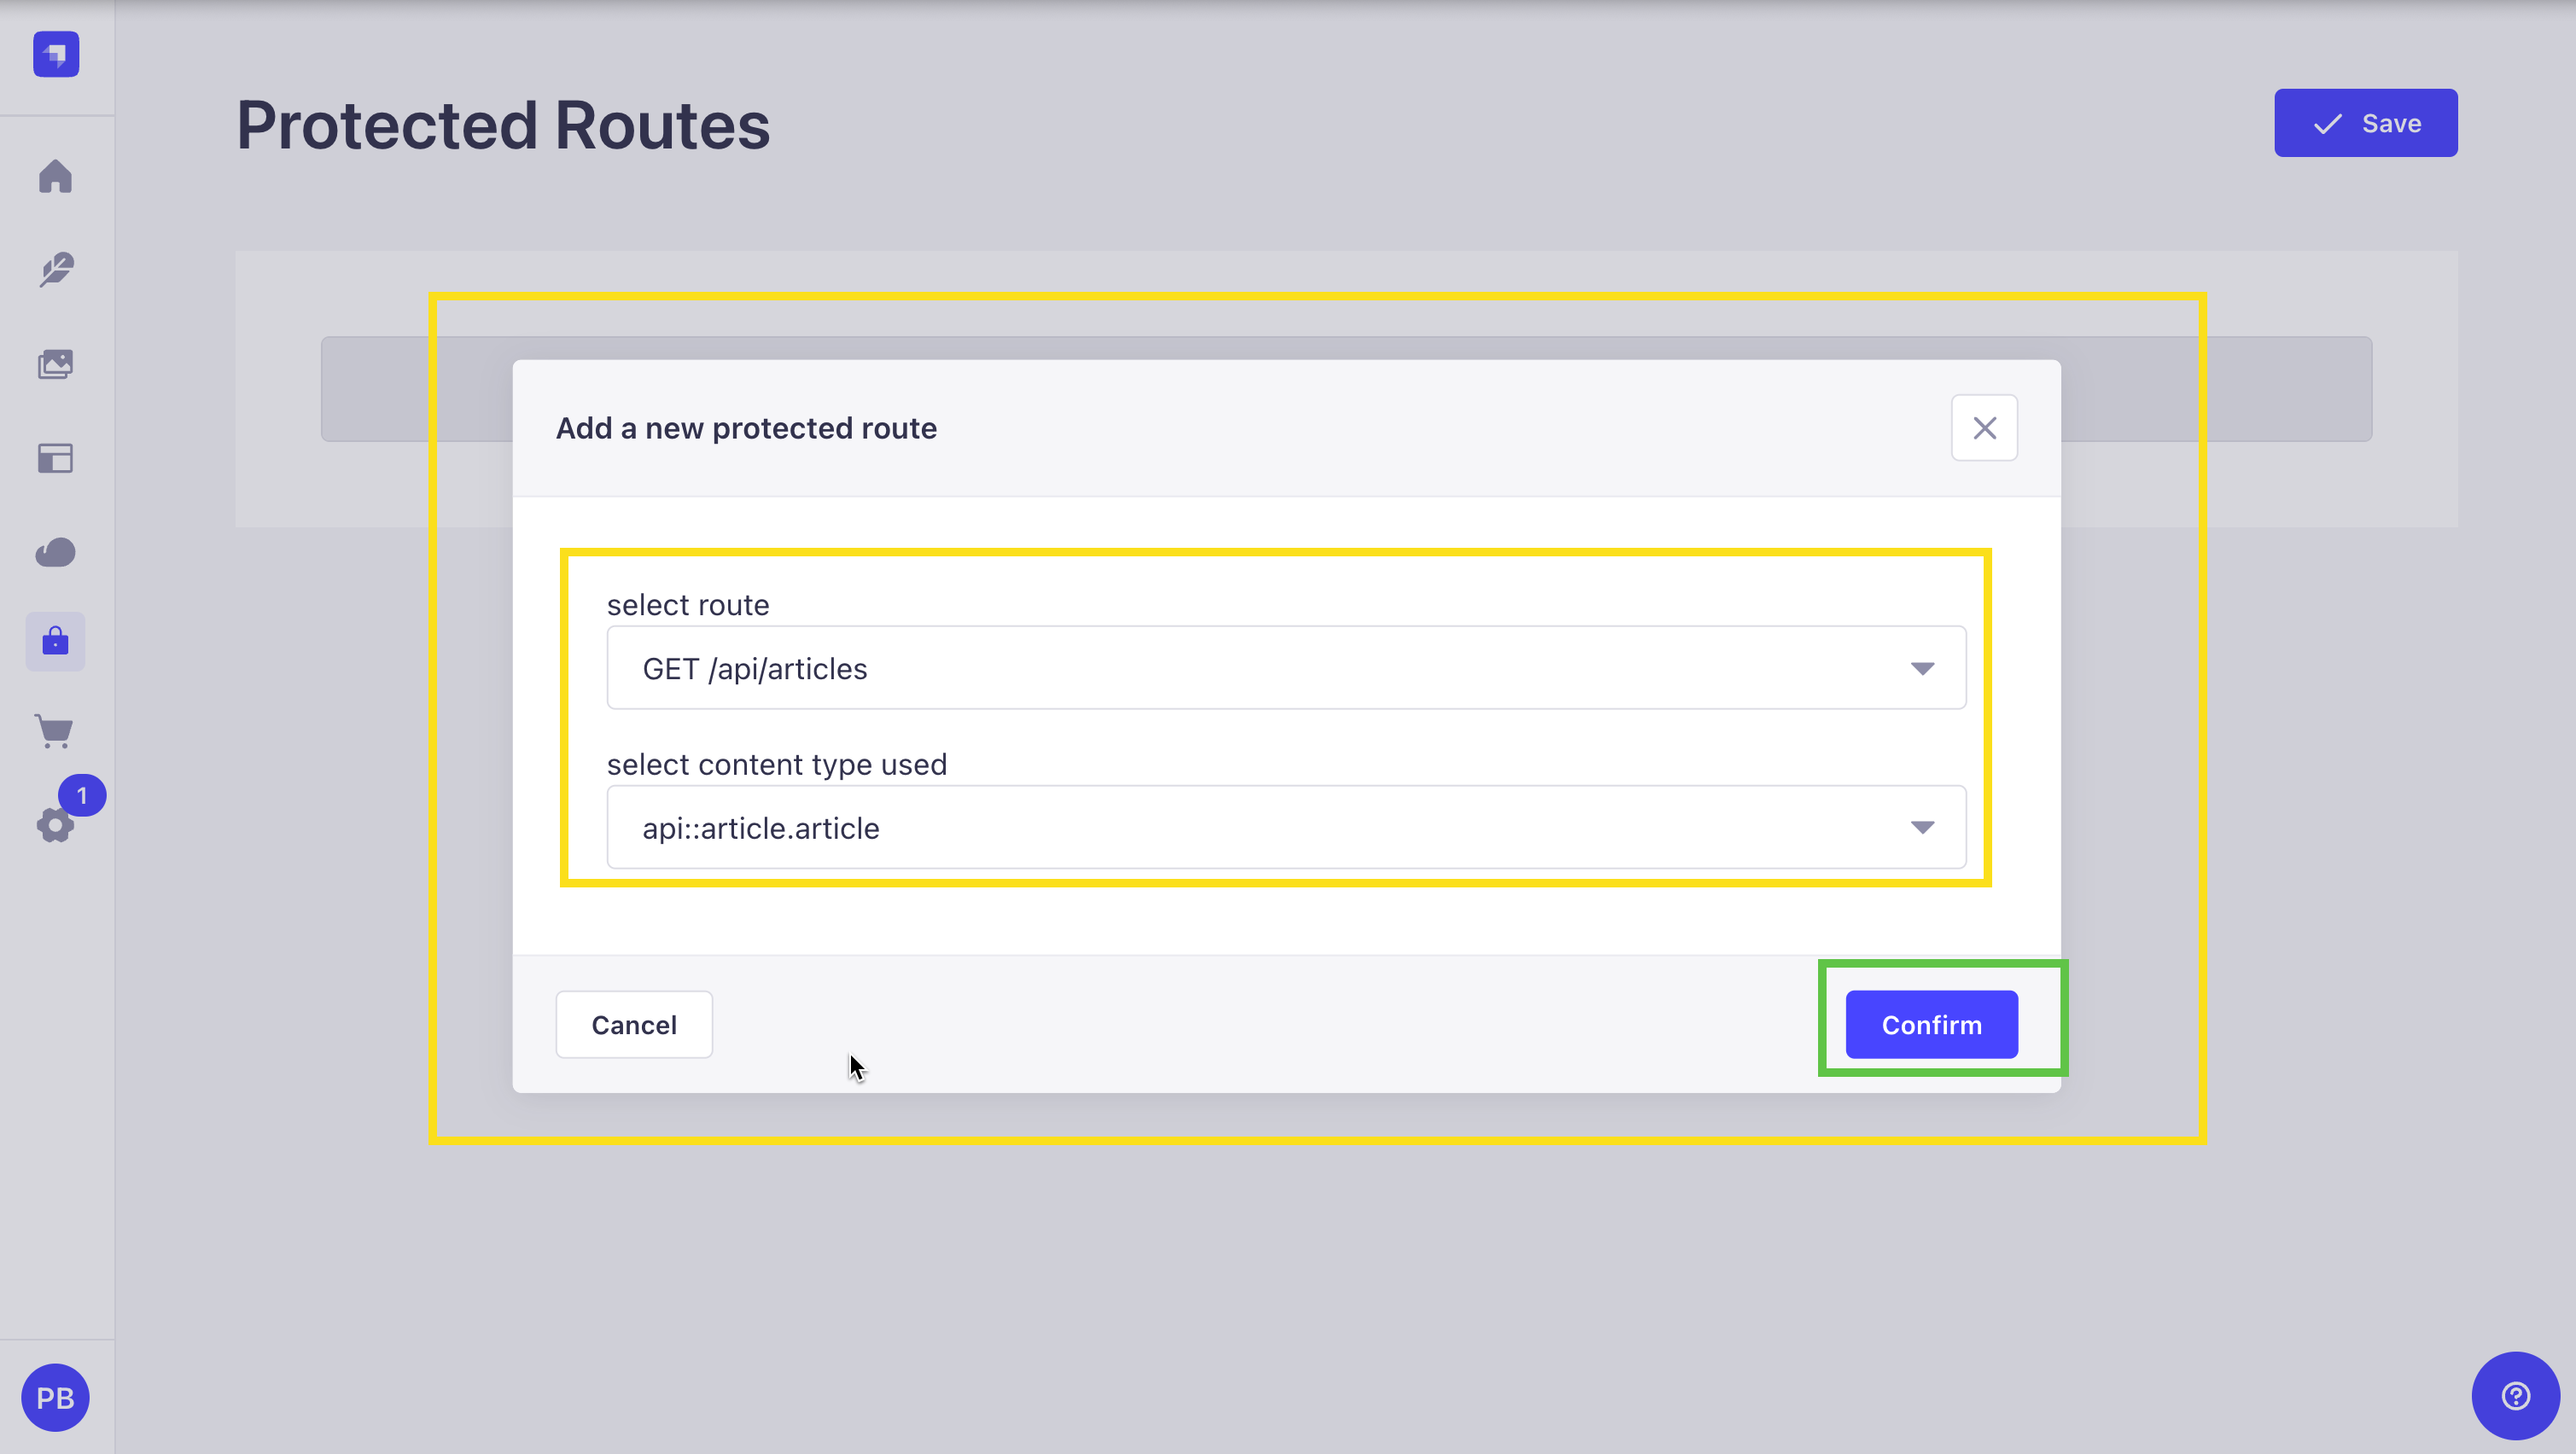 Protected Routes
Save
Add a new protected route
select route
GET /api/articles
select content type used
api::article.article
1
Cancel
Confirm
PB